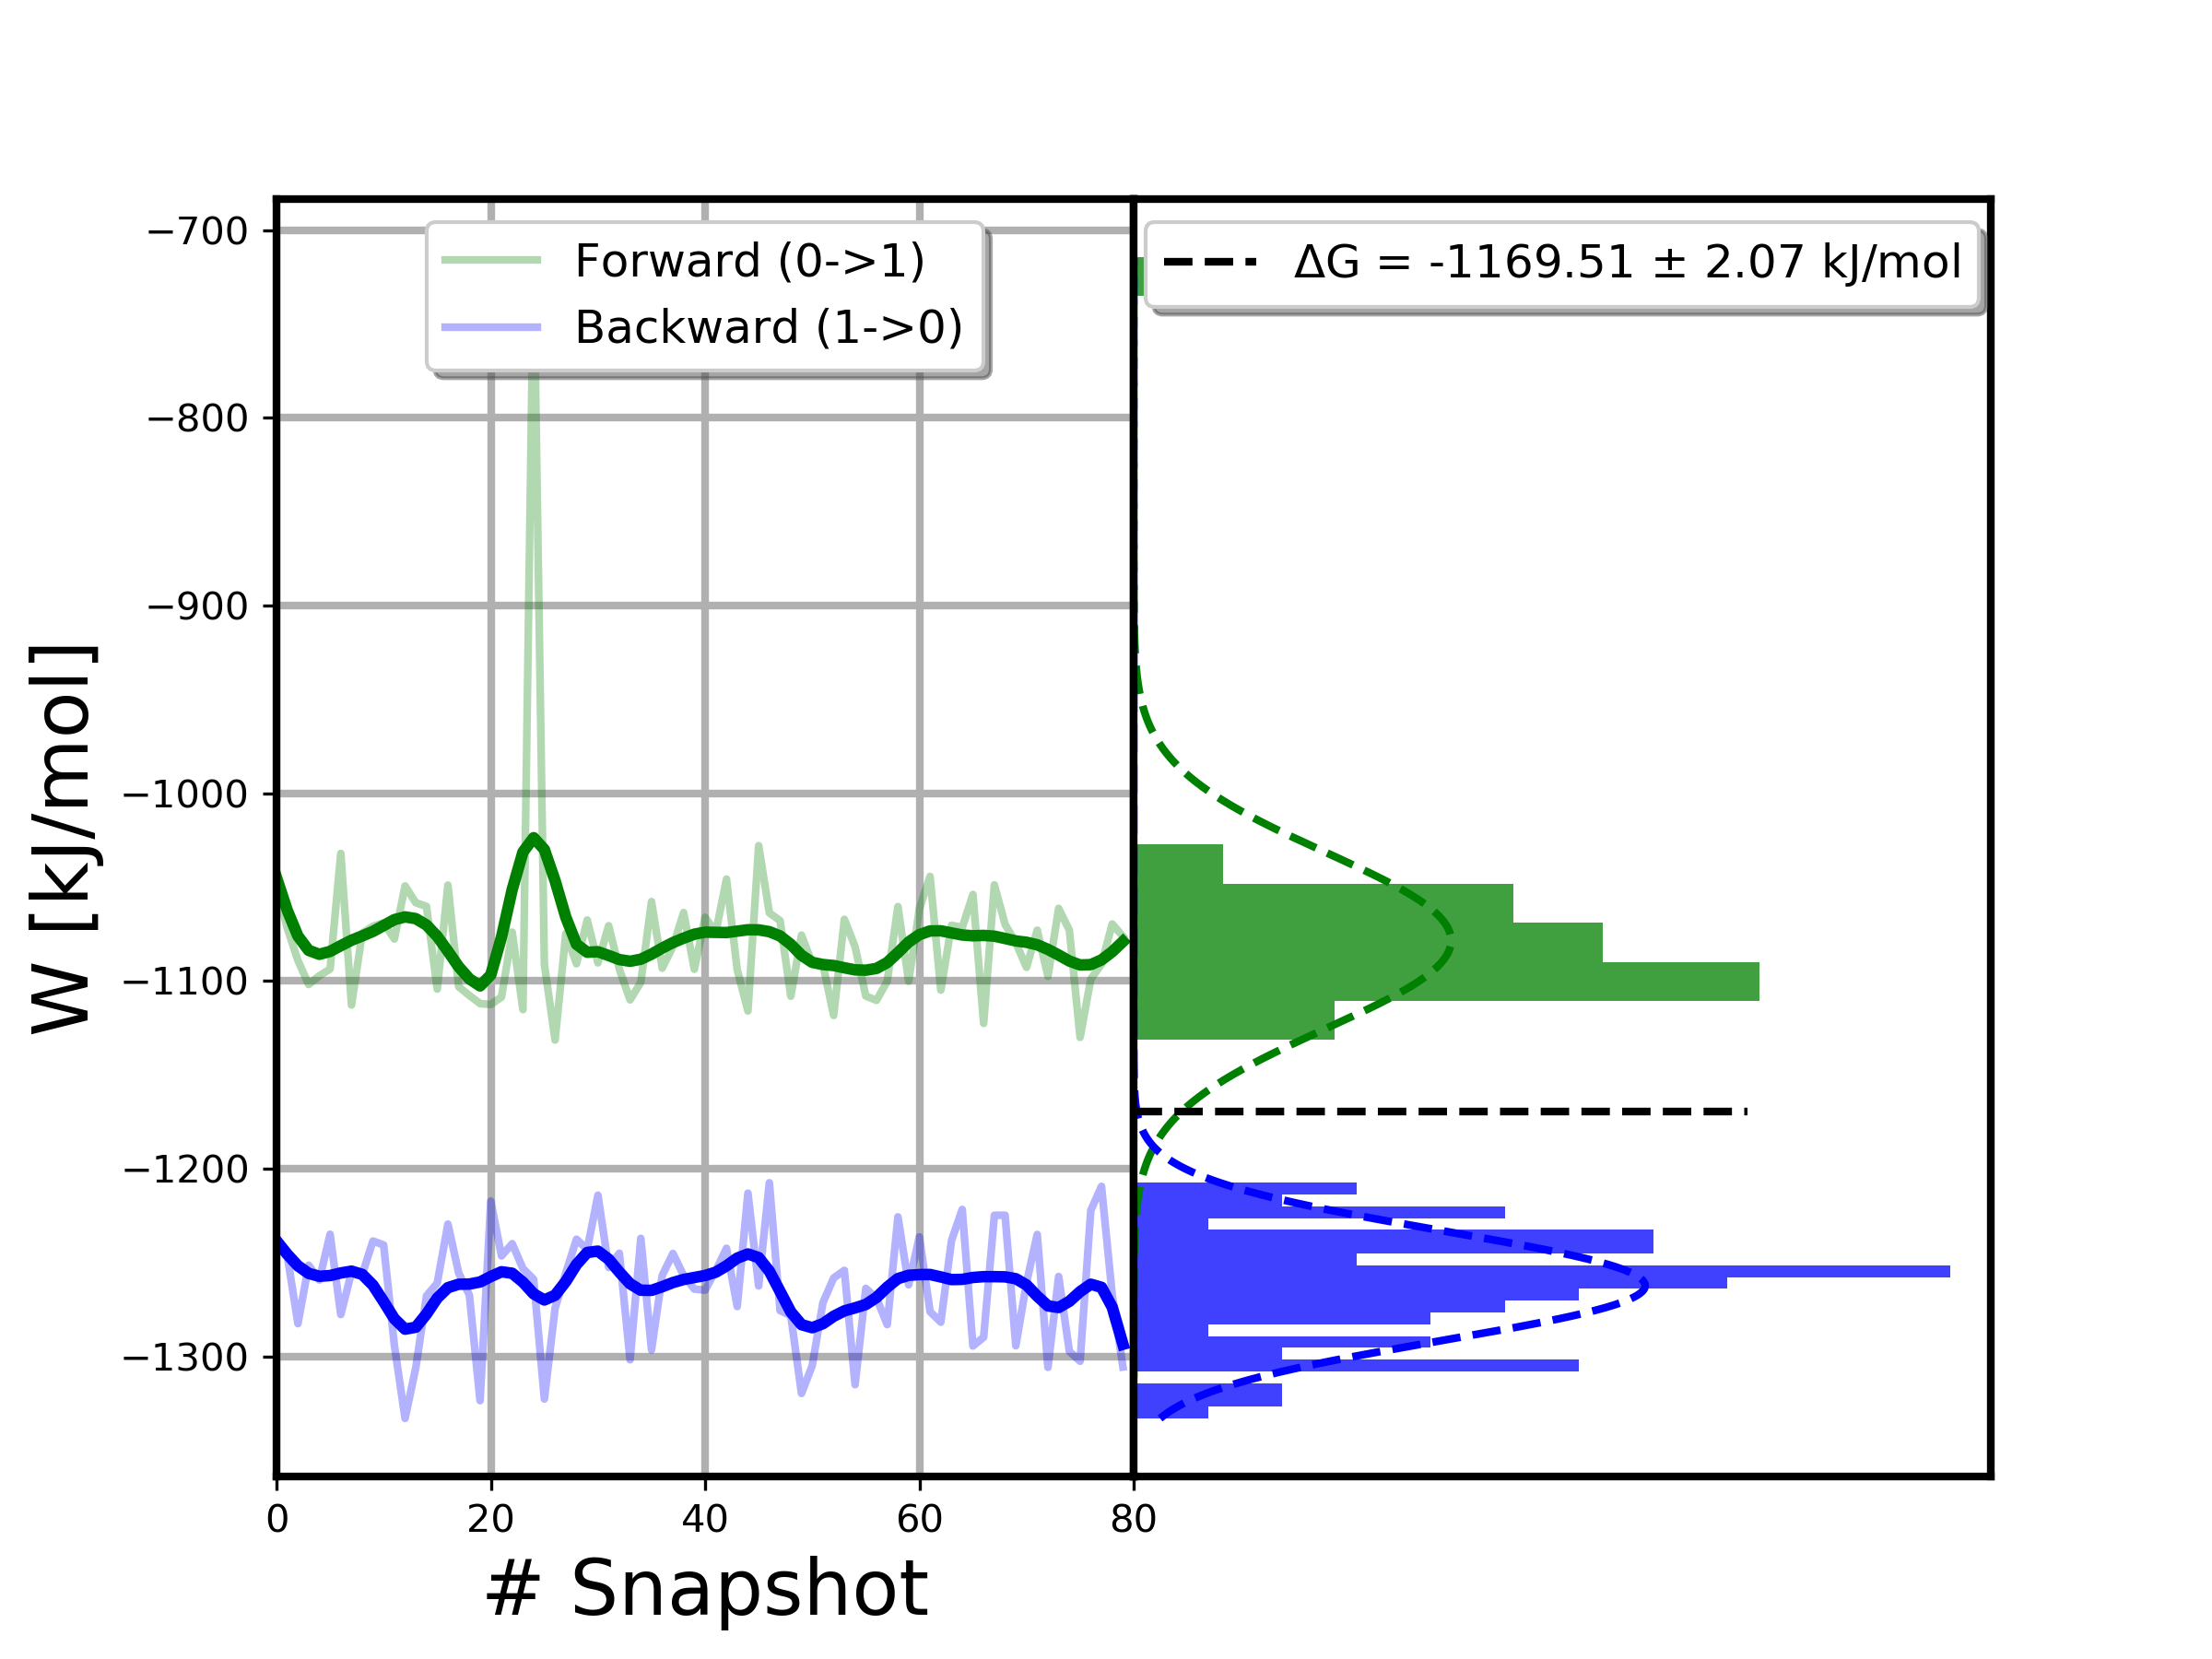 Forward (0->1)
Backward (1->0)
ΔG = -1169.51 ± 2.07 kJ/mol
W [kJ/mol]
−700
−800
−900
−1000
−1100
−1200
−1300
0 20 40 60 80
# Snapshot